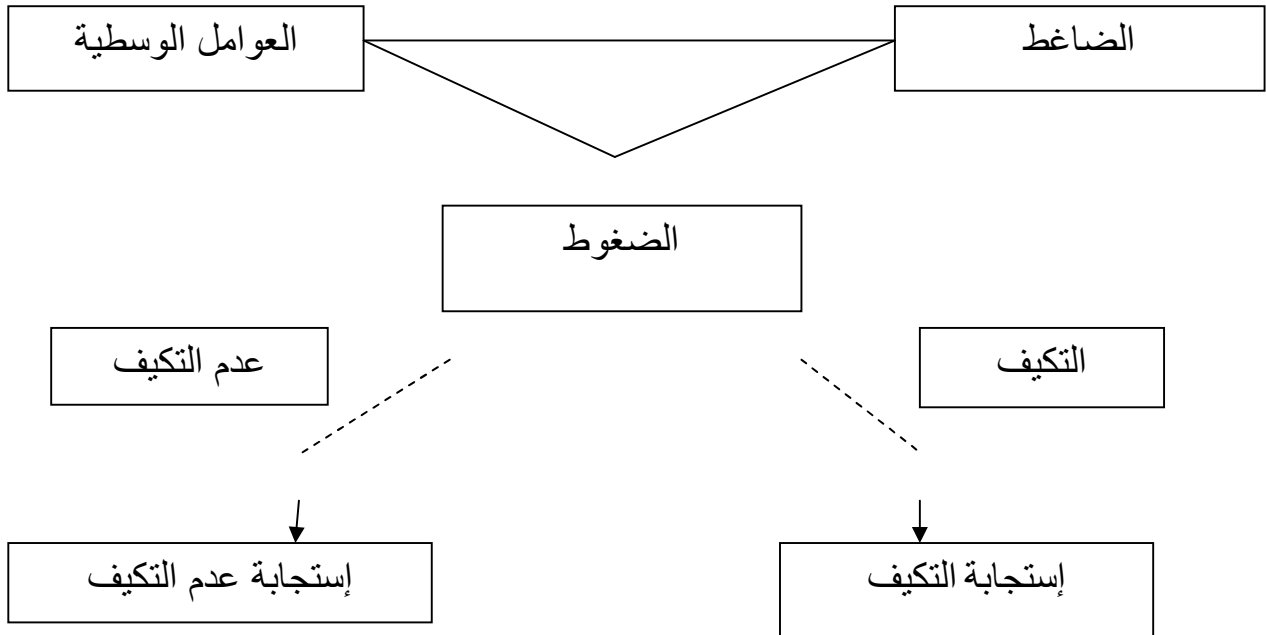 الضاغط
العوامل الوسطية
الضغوط
التكيف
عدم التكيف
إستجابة التكيف
إستجابة عدم التكيف